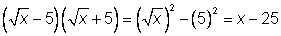 (√x − 5)(√x + 5) = (√x)² − (5)² = x − 25